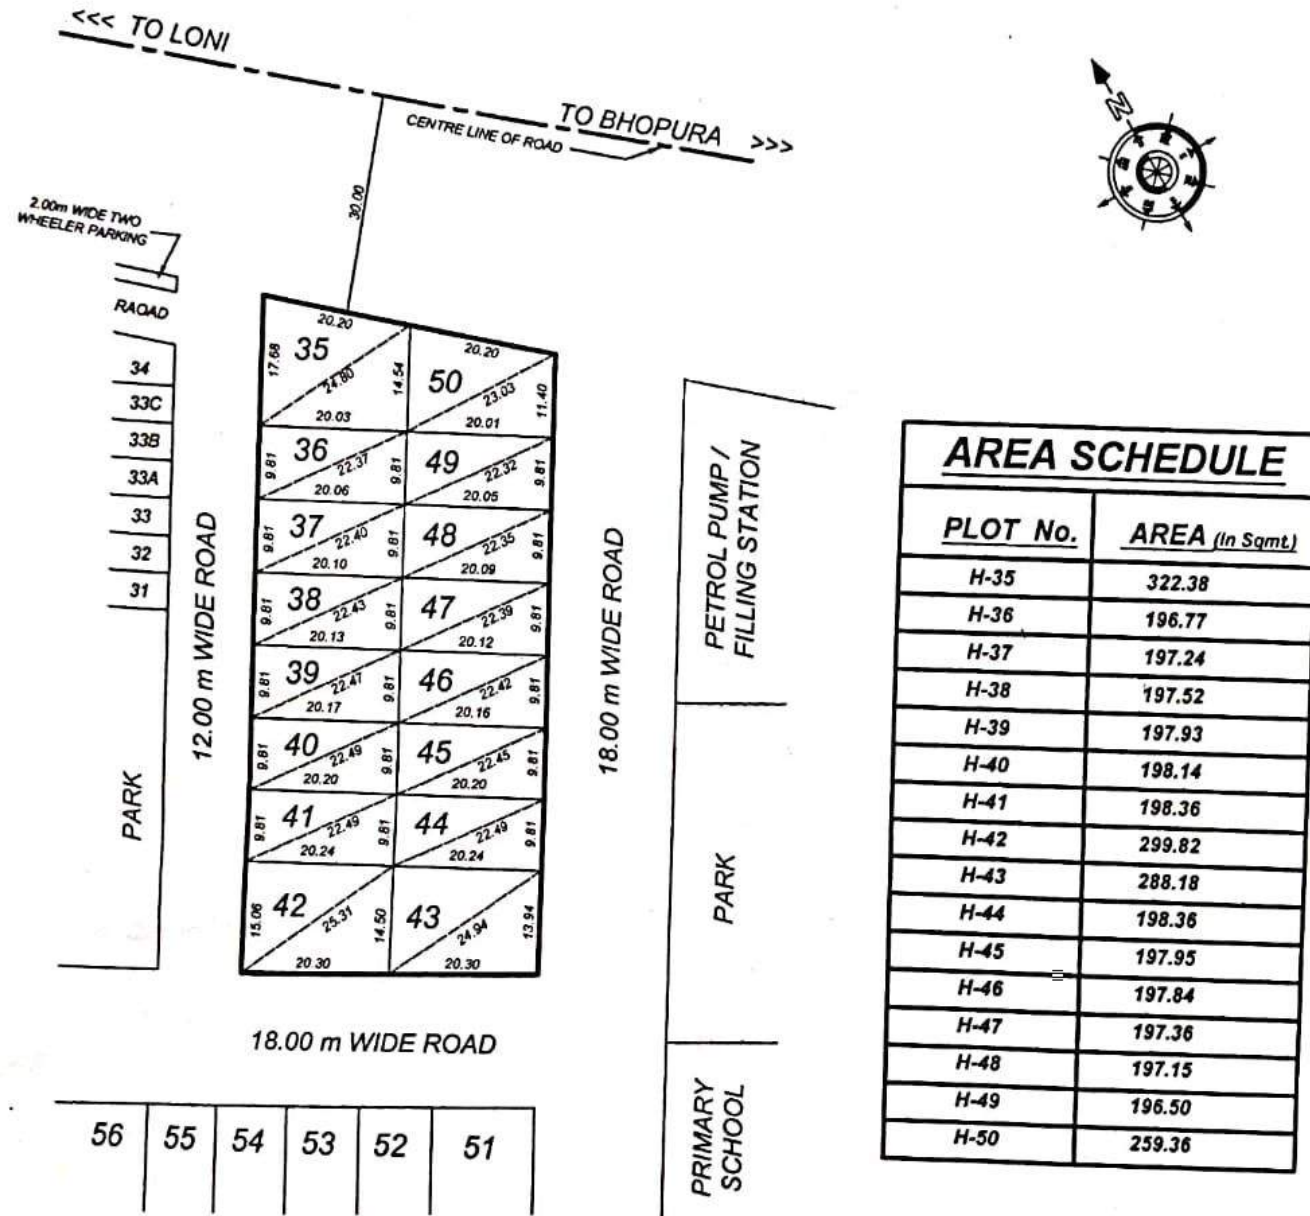 <<< TO LONI
TO BHOPURA >>>
CENTRE LINE OF ROAD
N
30.00
2.00m WIDE TWO
WHEELER PARKING
RAOAD
34
33C
33B
33A
33
32
31
PARK
12.00 m WIDE ROAD
20.20
35
17.68
24.80
14.54
20.03
20.20
50
23.03
11.40
20.01
36
9.81
22.37
9.81
20.06
49
22.32
9.81
20.05
37
9.81
22.40
9.81
20.10
48
22.35
9.81
20.09
38
9.81
22.43
9.81
20.13
47
22.39
9.81
20.12
39
9.81
22.47
9.81
20.17
46
22.42
9.81
20.16
40
9.81
22.49
9.81
20.20
45
22.45
9.81
20.20
41
9.81
22.49
9.81
20.24
44
22.49
9.81
20.24
42
15.06
25.31
14.50
20.30
43
24.94
13.94
20.30
18.00 m WIDE ROAD
18.00 m WIDE ROAD
56 55 54 53 52 51
PETROL PUMP /
FILLING STATION
PARK
PRIMARY
SCHOOL
AREA SCHEDULE
PLOT No. AREA (In Sqmt.)
H-35 322.38
H-36 196.77
H-37 197.24
H-38 197.52
H-39 197.93
H-40 198.14
H-41 198.36
H-42 299.82
H-43 288.18
H-44 198.36
H-45 197.95
H-46 197.84
H-47 197.36
H-48 197.15
H-49 196.50
H-50 259.36